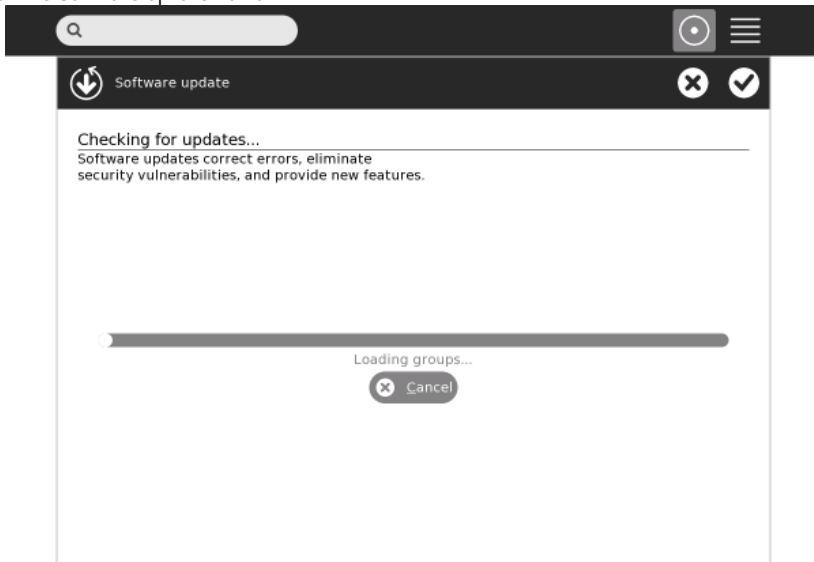 Software update
Checking for updates...
Software updates correct errors, eliminate
security vulnerabilities, and provide new features.
Loading groups...
Cancel